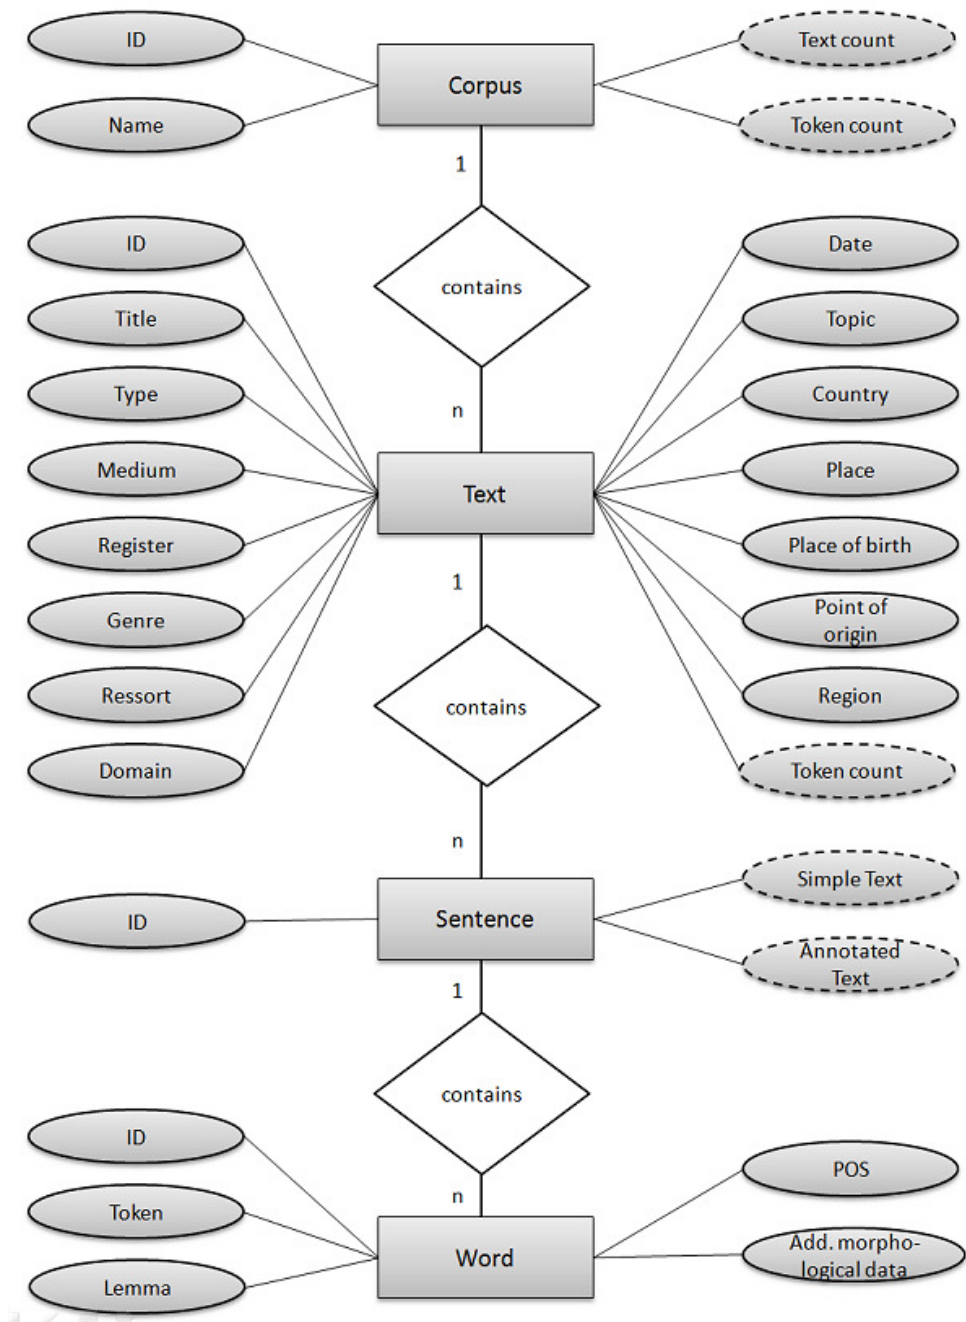 ID
Corpus
Text count
Name
Token count
1
contains
n
ID
Date
Title
Topic
Type
Country
Medium
Place
Text
Register
Place of birth
1
Genre
Point of
origin
Ressort
Region
contains
Domain
Token count
n
Simple Text
ID
Sentence
Annotated
Text
1
contains
ID
POS
n
Token
Word
Add. morpho-
logical data
Lemma